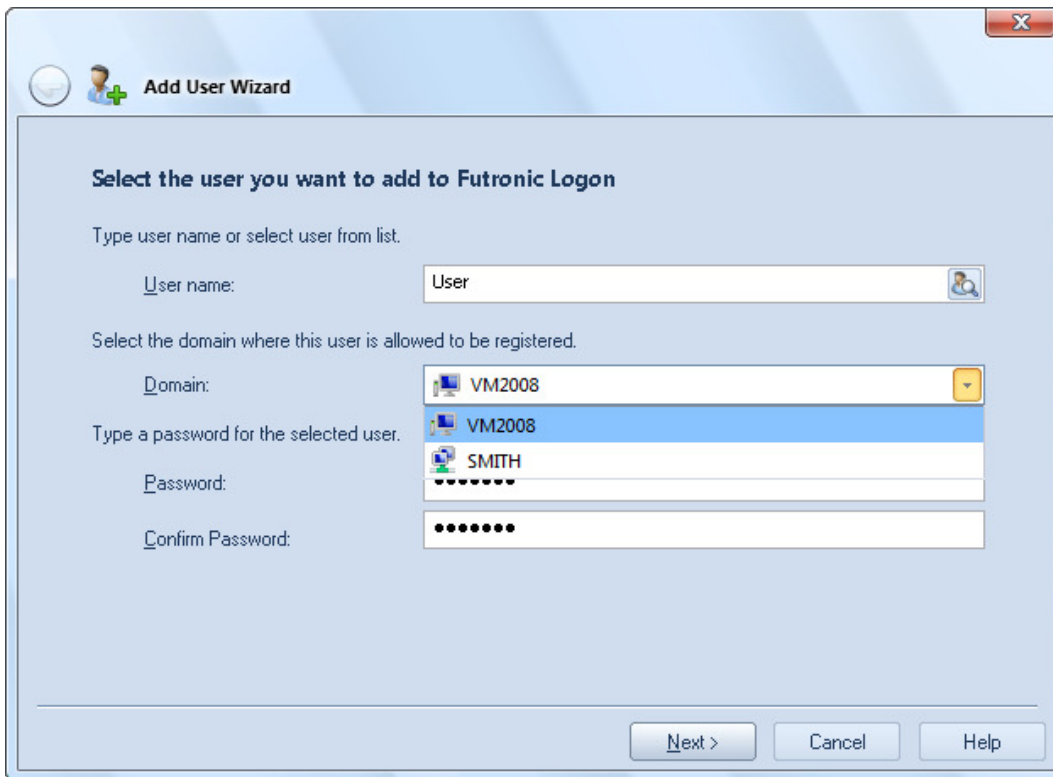 X
Add User Wizard
Select the user you want to add to Futronic Logon
Type user name or select user from list.
User name: User
Select the domain where this user is allowed to be registered.
Domain: VM2008
VM2008
Type a password for the selected user.
SMITH
Password: •••••••
Confirm Password: •••••••
Next > Cancel Help